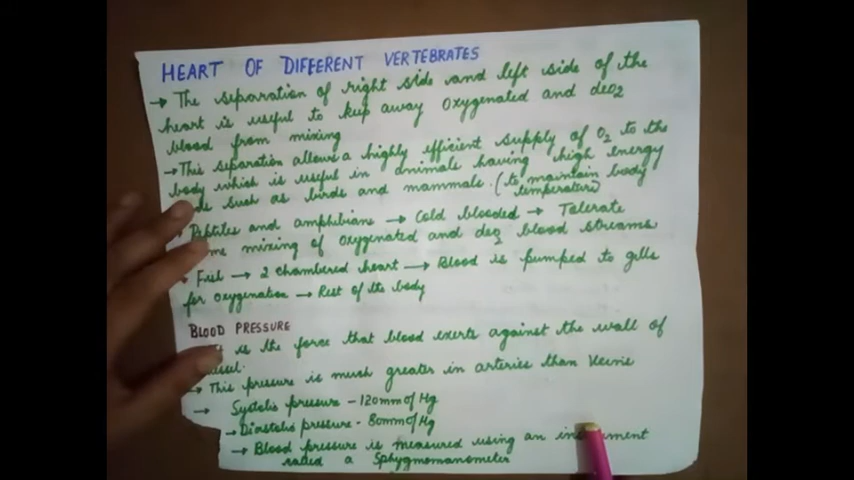 HEART OF DIFFERENT VERTEBRATES
→ The separation of right side and left side of the
heart is useful to keep away oxygenated and deo2
blood from mixing
→ This separation allows a highly efficient supply of O2 to the
body which is useful in animals having high energy
such as birds and mammals. (to maintain body
temperature)
Reptiles and amphibians → Cold blooded → Tolerate
mixing of oxygenated and deo2 blood streams
Fish → 2 chambered heart → Blood is pumped to gills
for oxygenation → Rest of the body
BLOOD PRESSURE
is the force that blood exerts against the wall of
→ This pressure is much greater in arteries than veins
→ Systolic pressure - 120mm of Hg
→ Diastolic pressure - 80mm of Hg
→ Blood pressure is measured using an
called a Sphygmomanometer